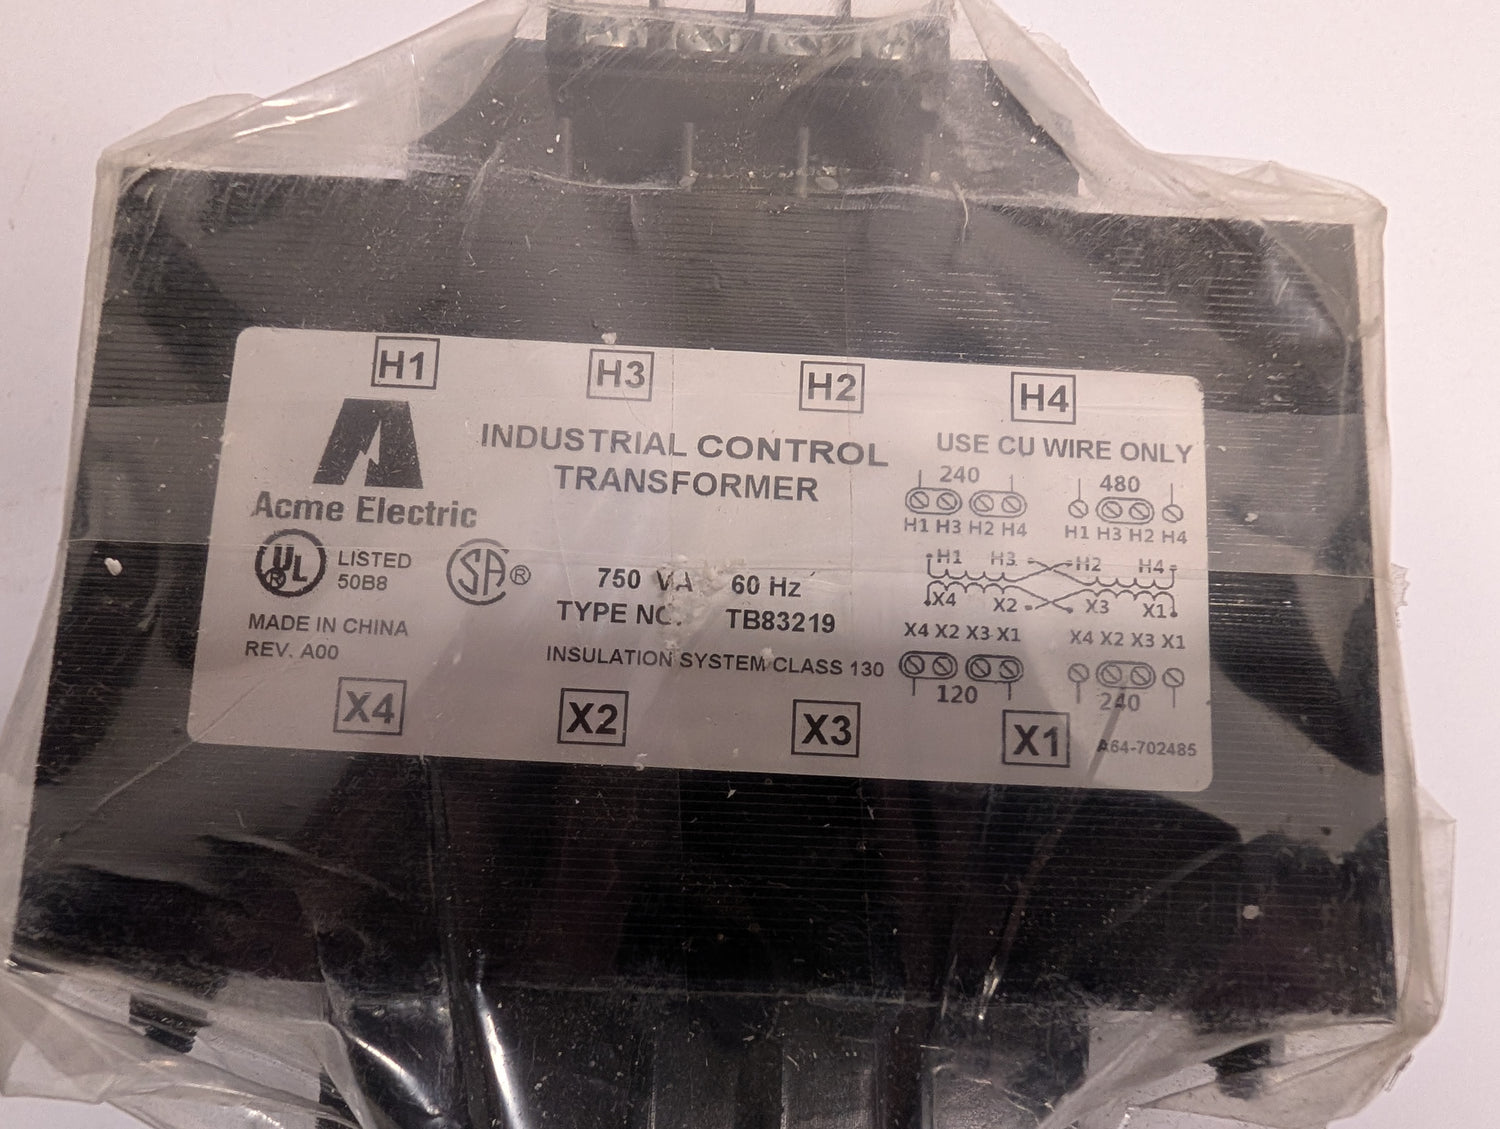 H1 H3 H2 H4
Acme Electric
INDUSTRIAL CONTROL
TRANSFORMER
USE CU WIRE ONLY
240 480
H1 H3 H2 H4 H1 H3 H2 H4
UL ® LISTED
50B8
SA ®
750 VA 60 Hz
TYPE NO. TB83219
INSULATION SYSTEM CLASS 130
MADE IN CHINA
REV. A00
H1 H3 H2 H4
X4 X2 X3 X1
X4 X2 X3 X1 X4 X2 X3 X1
120 240
X4 X2 X3 X1
A64-702485